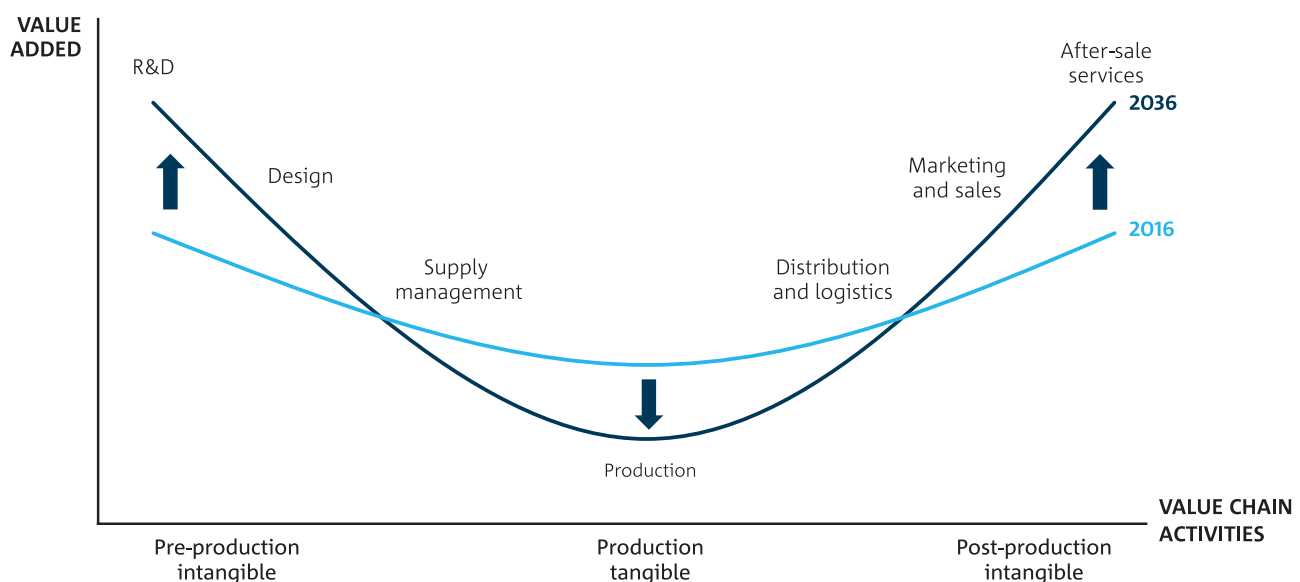 VALUE
ADDED
R&D
After-sale
services
2036
Design
Marketing
and sales
2016
Supply
management
Distribution
and logistics
Production
VALUE CHAIN
ACTIVITIES
Pre-production
intangible
Production
tangible
Post-production
intangible